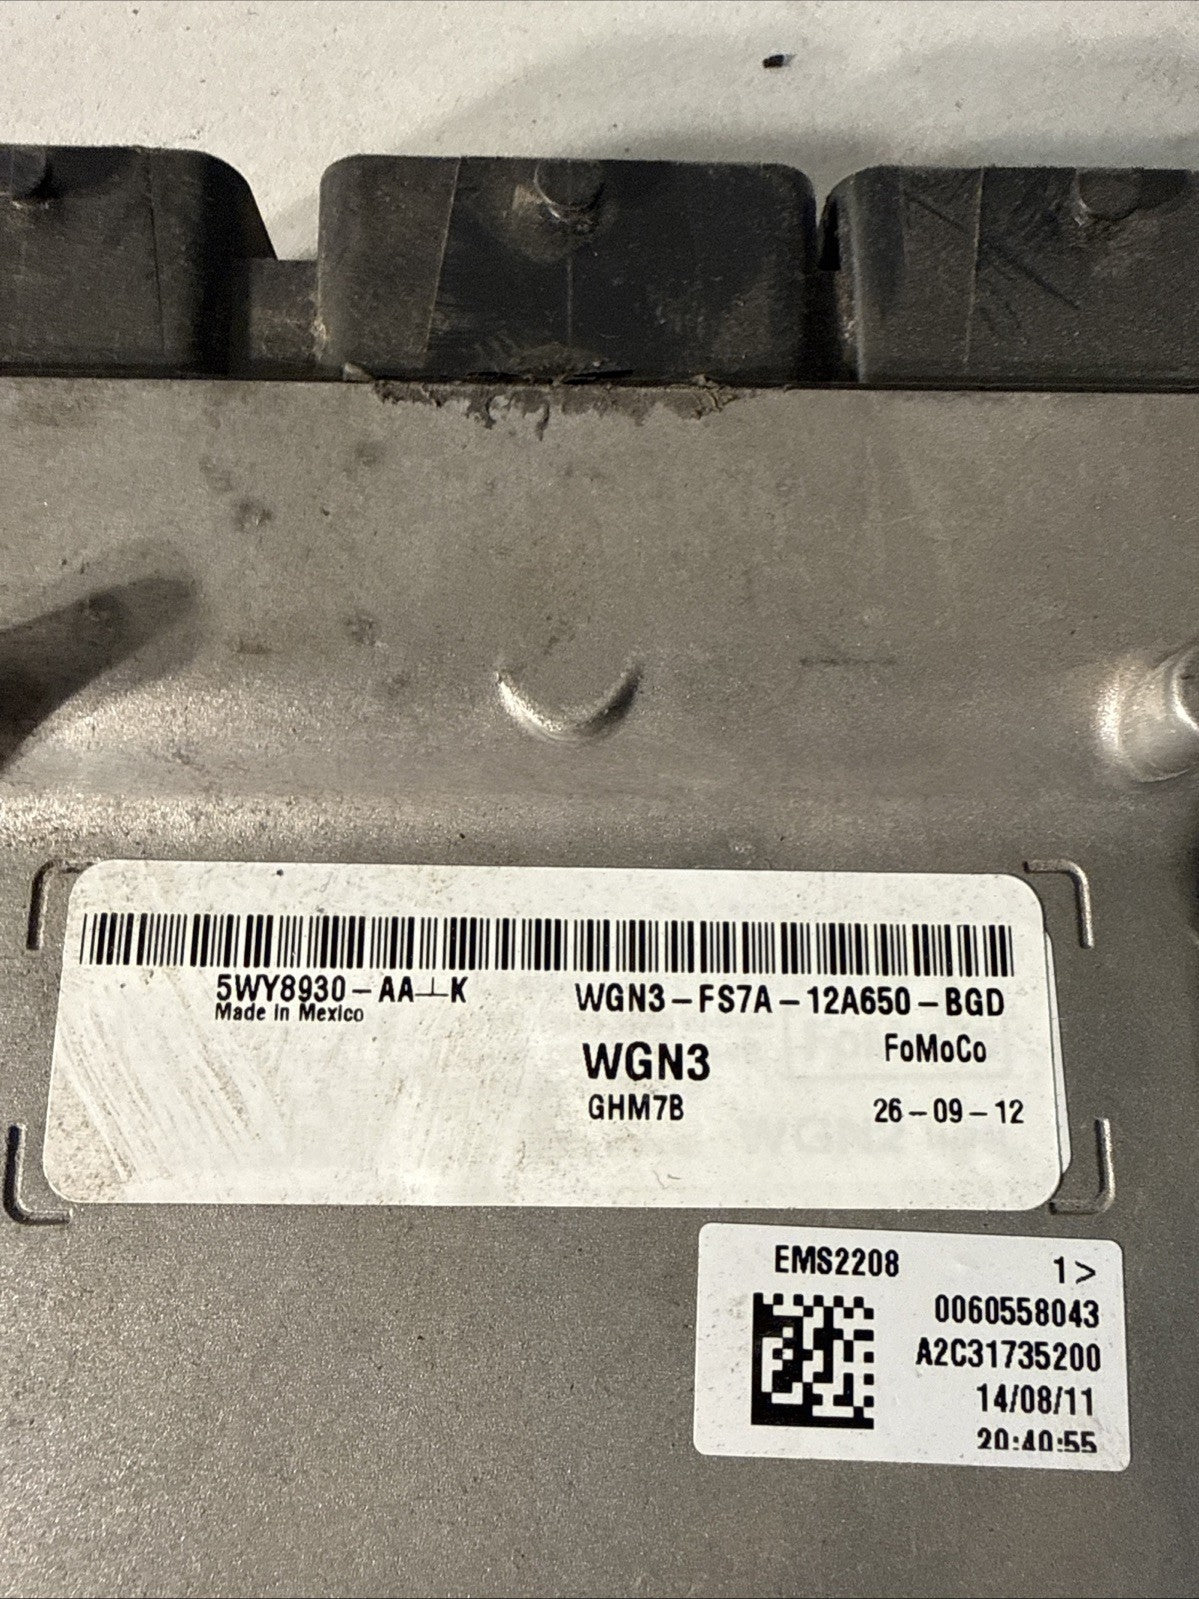 5WY8930-AA⊥K
WGN3-FS7A-12A650-BGD
Made In Mexico
WGN3
FoMoCo
GHM7B
26-09-12
EMS2208
1>
0060558043
A2C31735200
14/08/11
20:40:55